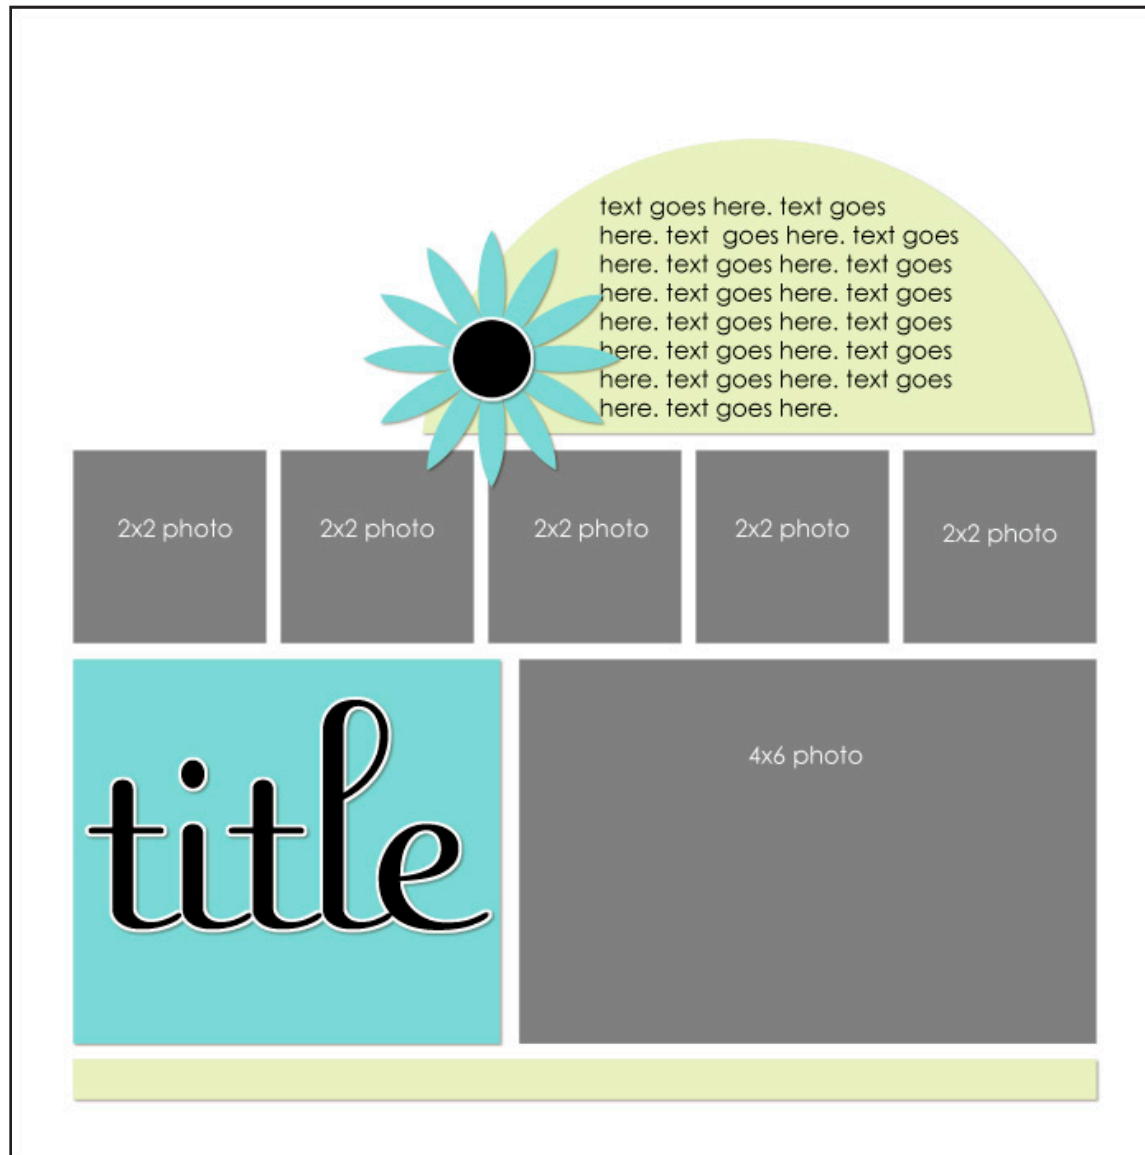 text goes here. text goes
here. text  goes here. text goes
here. text goes here. text goes
here. text goes here. text goes
here. text goes here. text goes
here. text goes here. text goes
here. text goes here. text goes
here. text goes here.
2x2 photo
2x2 photo
2x2 photo
2x2 photo
2x2 photo
title
4x6 photo